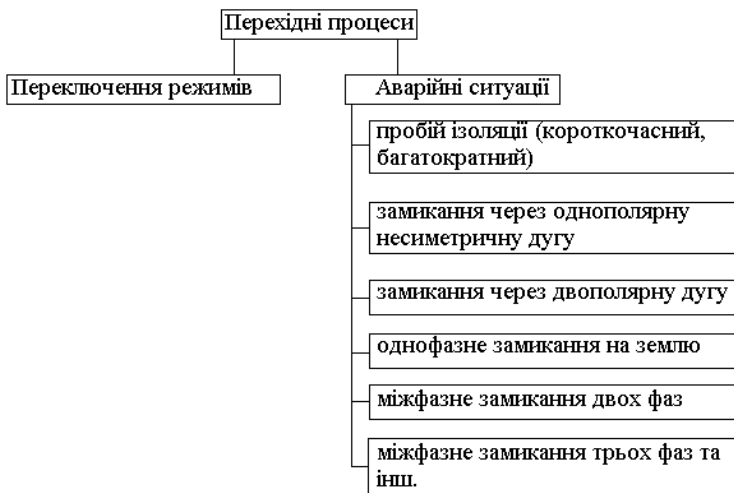 Перехідні процеси
Переключення режимів
Аварійні ситуації
пробій ізоляції (короткочасний,
багатократний)
замикання через однополярну
несиметричну дугу
замикання через двополярну дугу
однофазне замикання на землю
міжфазне замикання двох фаз
міжфазне замикання трьох фаз та
інш.